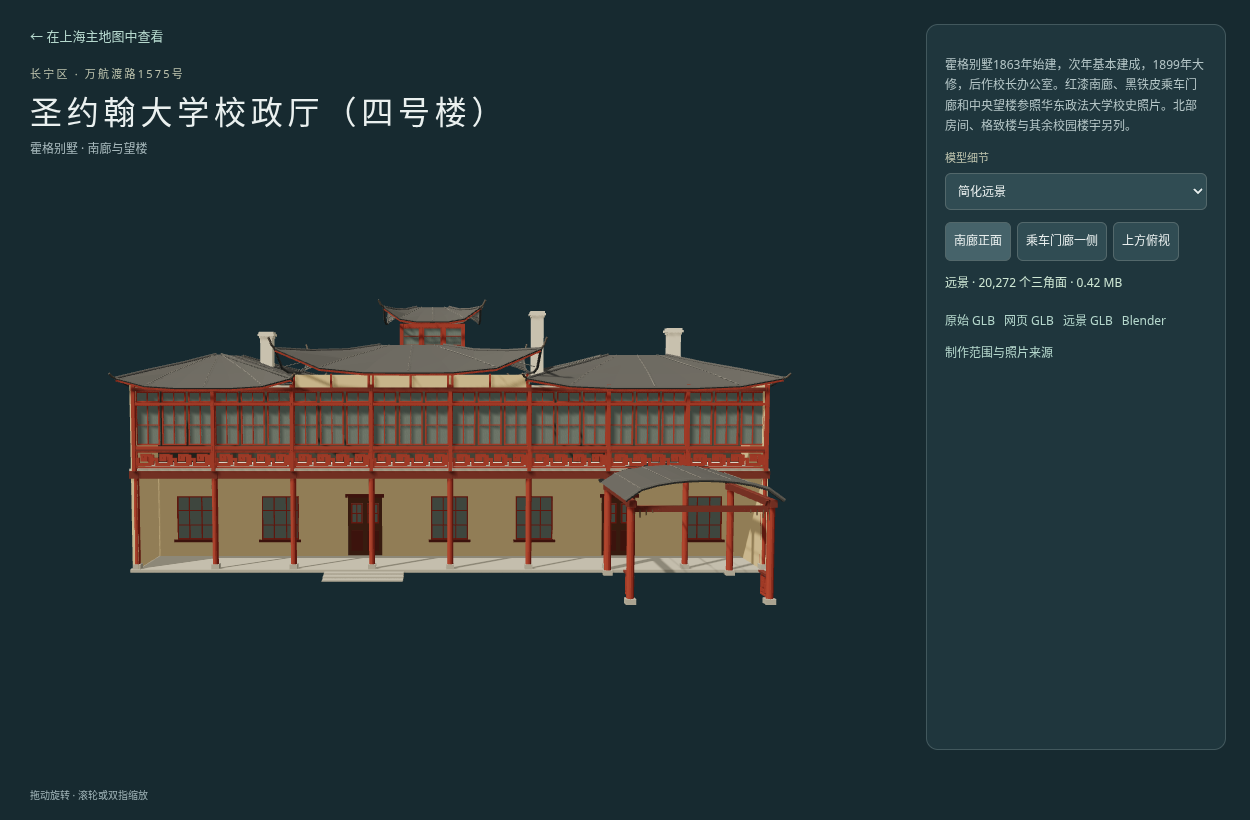 ← 在上海主地图中查看
长宁区 · 万航渡路1575号
圣约翰大学校政厅（四号楼）
霍格别墅 · 南廊与望楼
霍格别墅1863年始建，次年基本建成，1899年大
修，后作校长办公室。红漆南廊、黑铁皮乘车门
廊和中央望楼参照华东政法大学校史照片。北部
房间、格致楼与其余校园楼宇另列。
模型细节
简化远景
南廊正面 乘车门廊一侧 上方俯视
远景 · 20,272 个三角面 · 0.42 MB
原始 GLB 网页 GLB 远景 GLB Blender
制作范围与照片来源
拖动旋转 · 滚轮或双指缩放